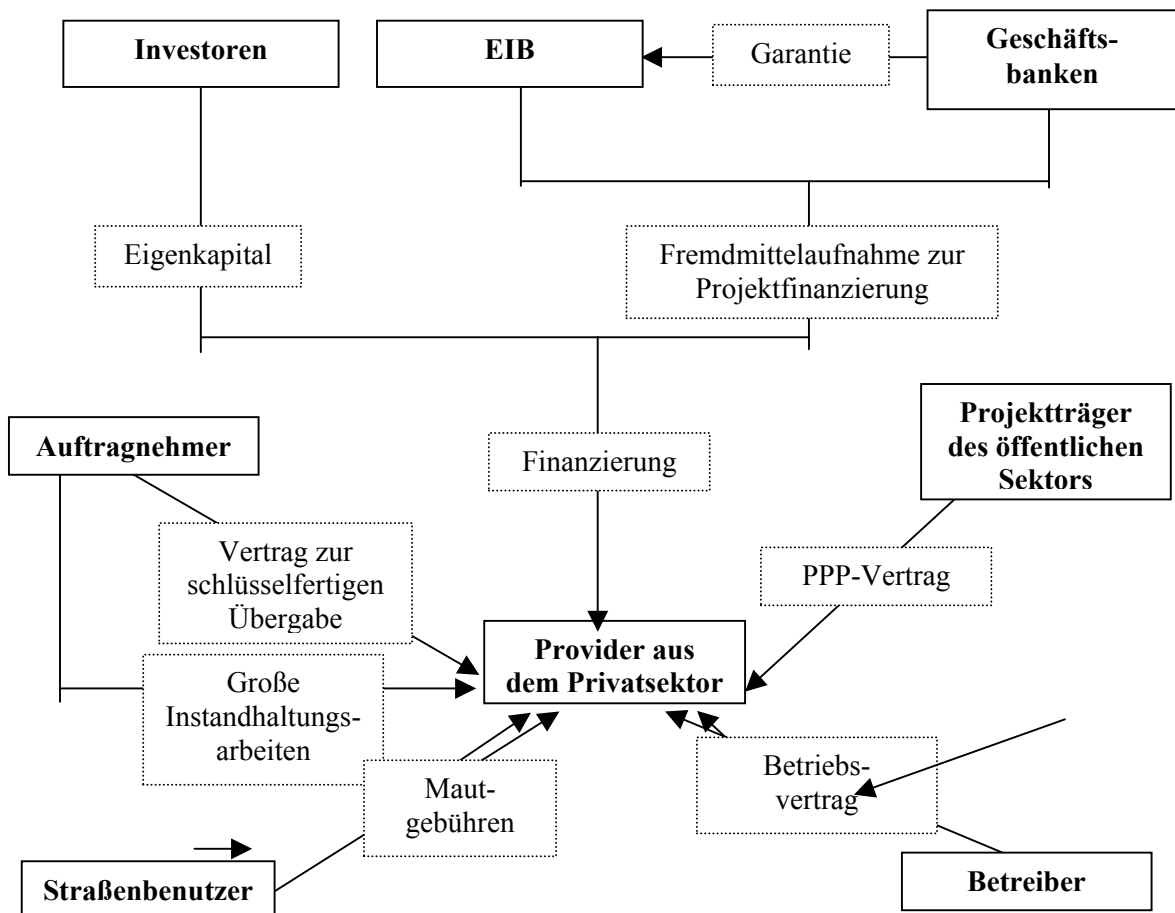 Investoren
EIB
Garantie
Geschäfts-
banken
Eigenkapital
Fremdmittelaufnahme zur
Projektfinanzierung
Auftragnehmer
Finanzierung
Projektträger
des öffentlichen
Sektors
Vertrag zur
schlüsselfertigen
Übergabe
PPP-Vertrag
Provider aus
dem Privatsektor
Große
Instandhaltungs-
arbeiten
Maut-
gebühren
Betriebs-
vertrag
Straßenbenutzer
Betreiber